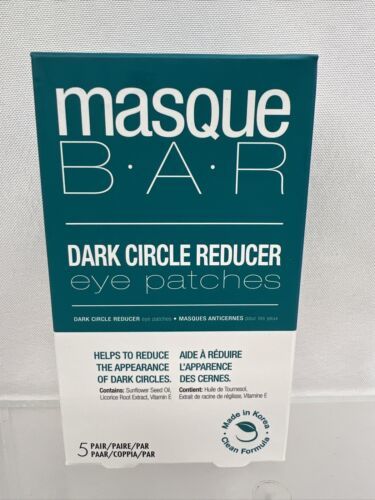 masque
B·A·R
DARK CIRCLE REDUCER
eye patches
DARK CIRCLE REDUCER eye patches • MASQUES ANTICERNES pour les yeux
HELPS TO REDUCE
THE APPEARANCE
OF DARK CIRCLES.
Contains: Sunflower Seed Oil,
Licorice Root Extract, Vitamin E
AIDE À RÉDUIRE
L'APPARENCE
DES CERNES.
Contient: Huile de Tournesol,
Extrait de racine de réglisse, Vitamine E
5 PAIR/PAIRE/PAR
PAAR/COPPIA/PAR
• Made in Korea •
Clean Formula